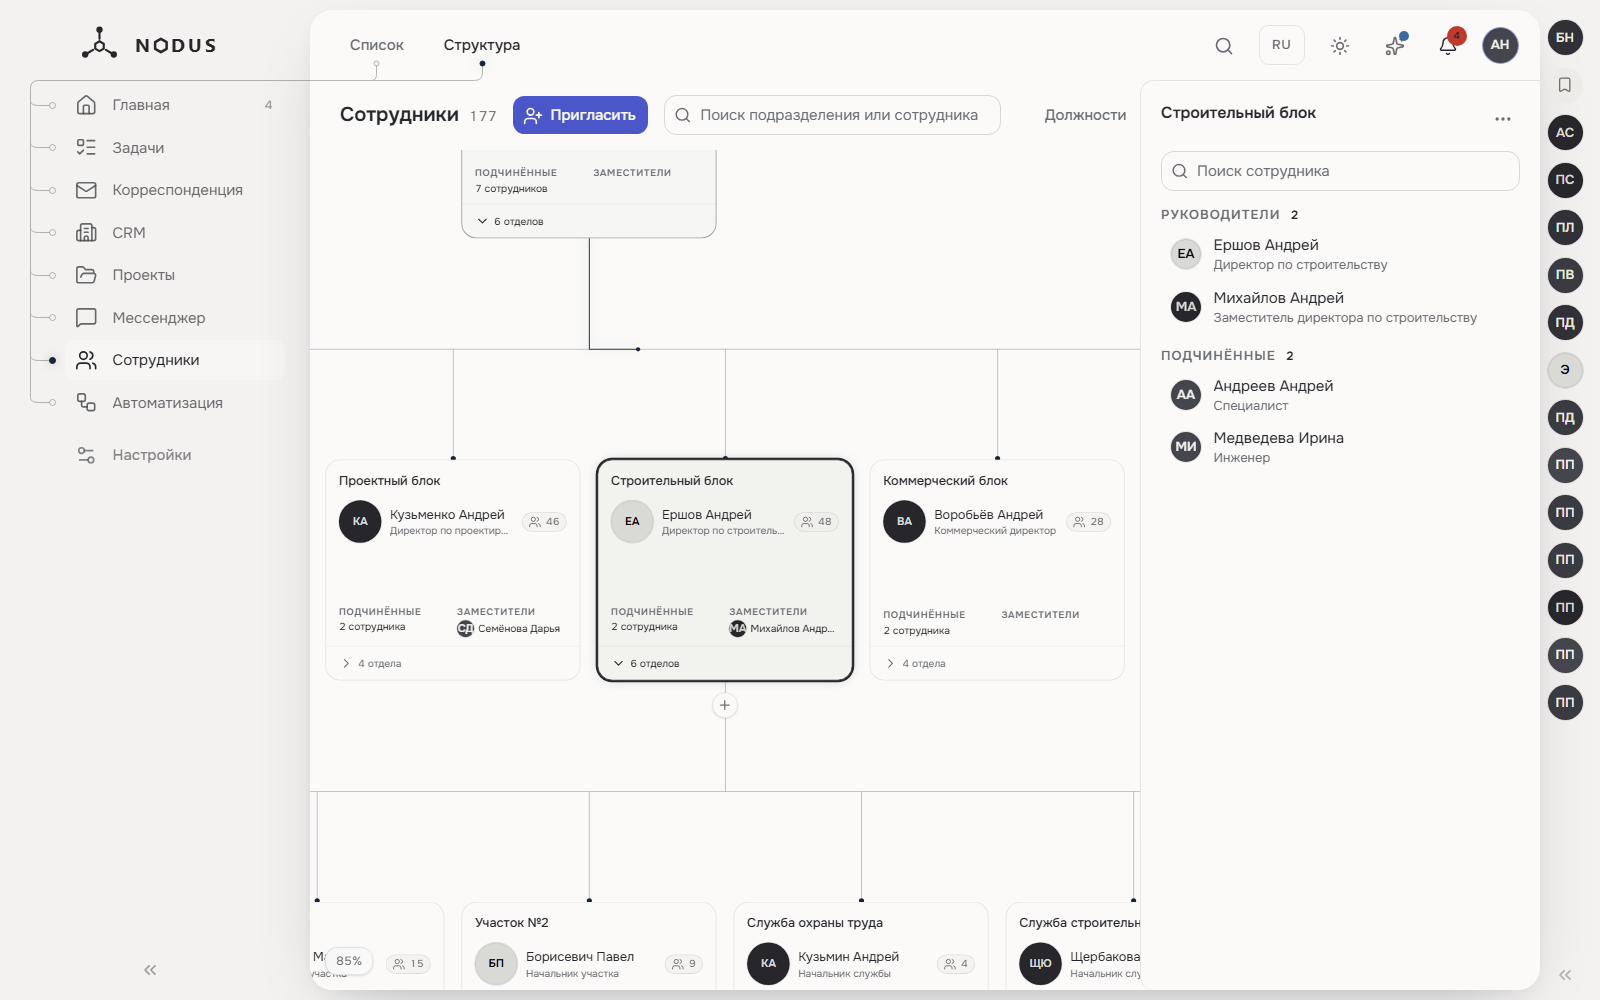 NODUS
Список
Структура
RU
4
АН
БН
Главная
4
Задачи
Корреспонденция
CRM
Проекты
Мессенджер
Сотрудники
Автоматизация
Настройки
Сотрудники 177
Пригласить
Поиск подразделения или сотрудника
Должности
ПОДЧИНЁННЫЕ
ЗАМЕСТИТЕЛИ
7 сотрудников
6 отделов
Проектный блок
КА
Кузьменко Андрей
Директор по проектир...
46
ПОДЧИНЁННЫЕ
ЗАМЕСТИТЕЛИ
2 сотрудника
СД Семёнова Дарья
4 отдела
Строительный блок
ЕА
Ершов Андрей
Директор по строитель...
48
ПОДЧИНЁННЫЕ
ЗАМЕСТИТЕЛИ
2 сотрудника
МА Михайлов Андр...
6 отделов
Коммерческий блок
ВА
Воробьёв Андрей
Коммерческий директор
28
ПОДЧИНЁННЫЕ
ЗАМЕСТИТЕЛИ
2 сотрудника
4 отдела
85%
15
Участок №2
БП
Борисевич Павел
Начальник участка
9
Служба охраны труда
КА
Кузьмин Андрей
Начальник службы
4
Служба строительн
ЩЮ
Щербакова
Начальник слу
Строительный блок
Поиск сотрудника
РУКОВОДИТЕЛИ 2
ЕА
Ершов Андрей
Директор по строительству
МА
Михайлов Андрей
Заместитель директора по строительству
ПОДЧИНЁННЫЕ 2
АА
Андреев Андрей
Специалист
МИ
Медведева Ирина
Инженер
АС
ПС
ПЛ
ПВ
ПД
Э
ПД
ПП
ПП
ПП
ПП
ПП
ПП